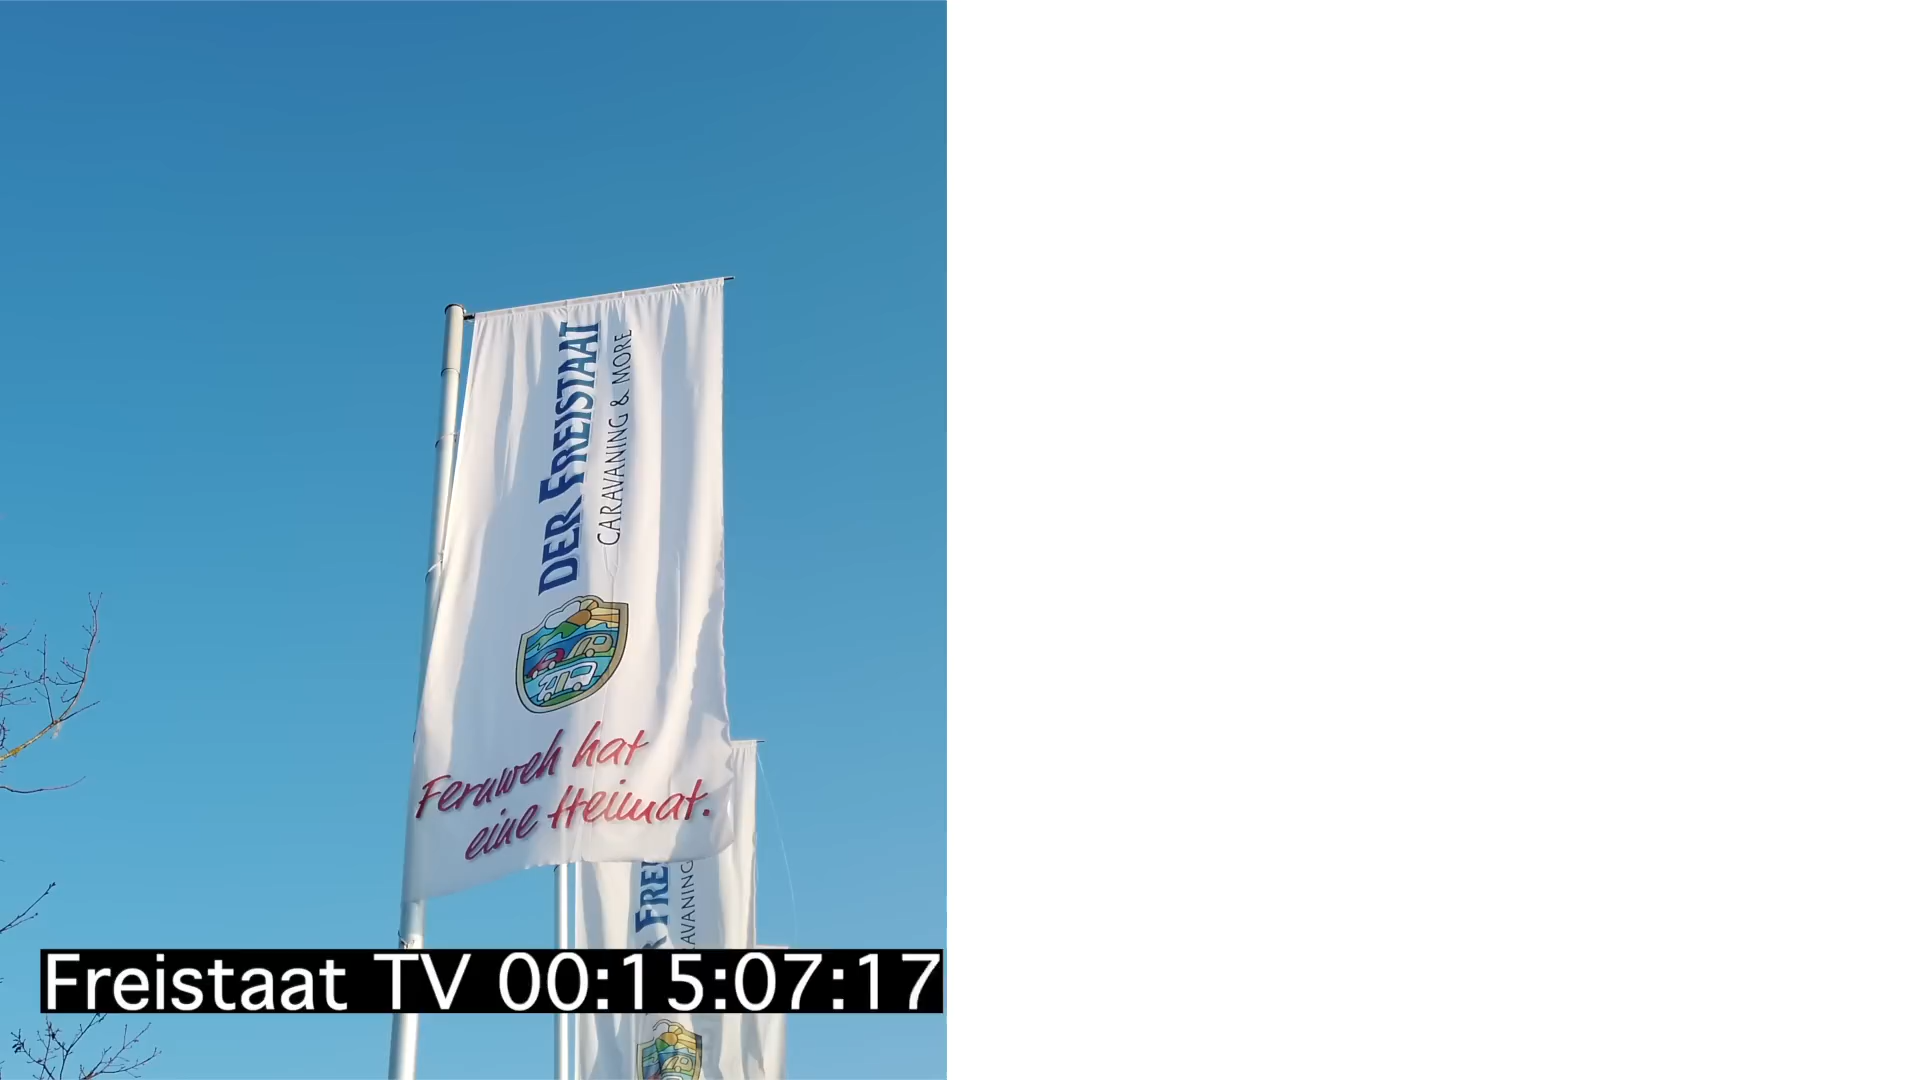 DER FREISTAAT
CARAVANING & MORE
Fernweh hat
eine Heimat.
Freistaat TV 00:15:07:17